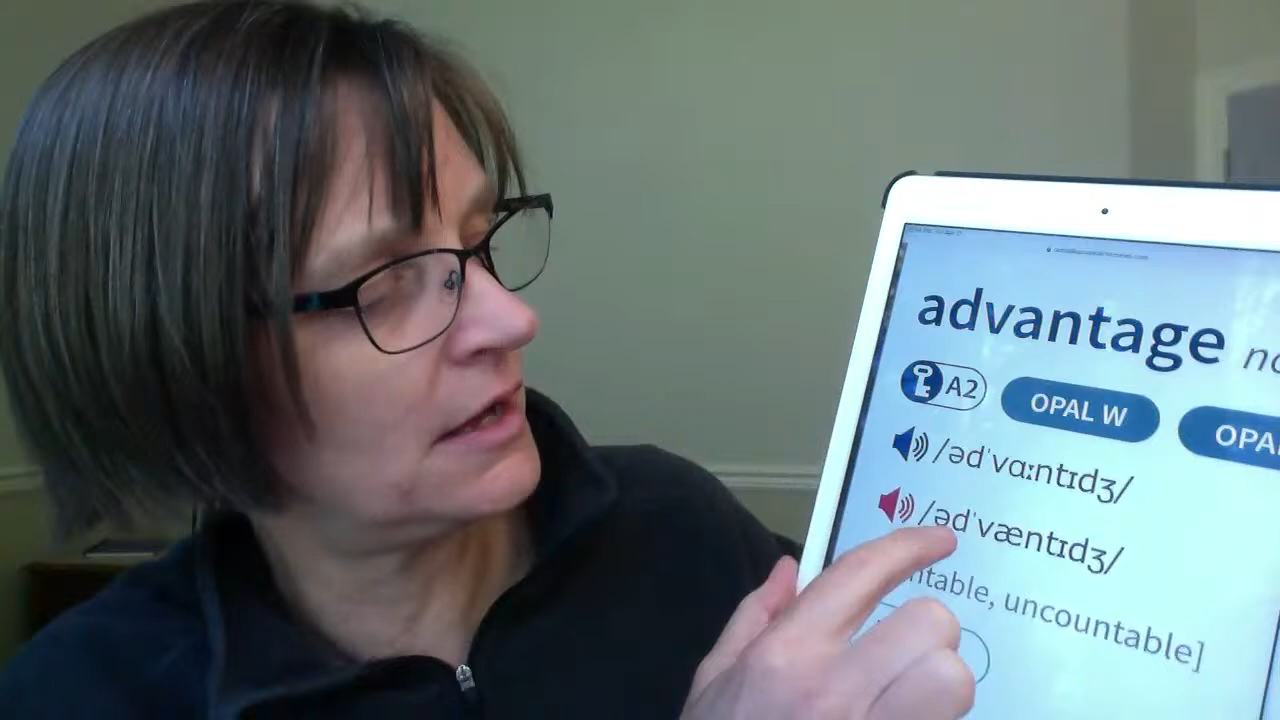 advantage
A2 OPAL W
/ədˈvɑːntɪdʒ/
/ədˈvæntɪdʒ/
uncountable]